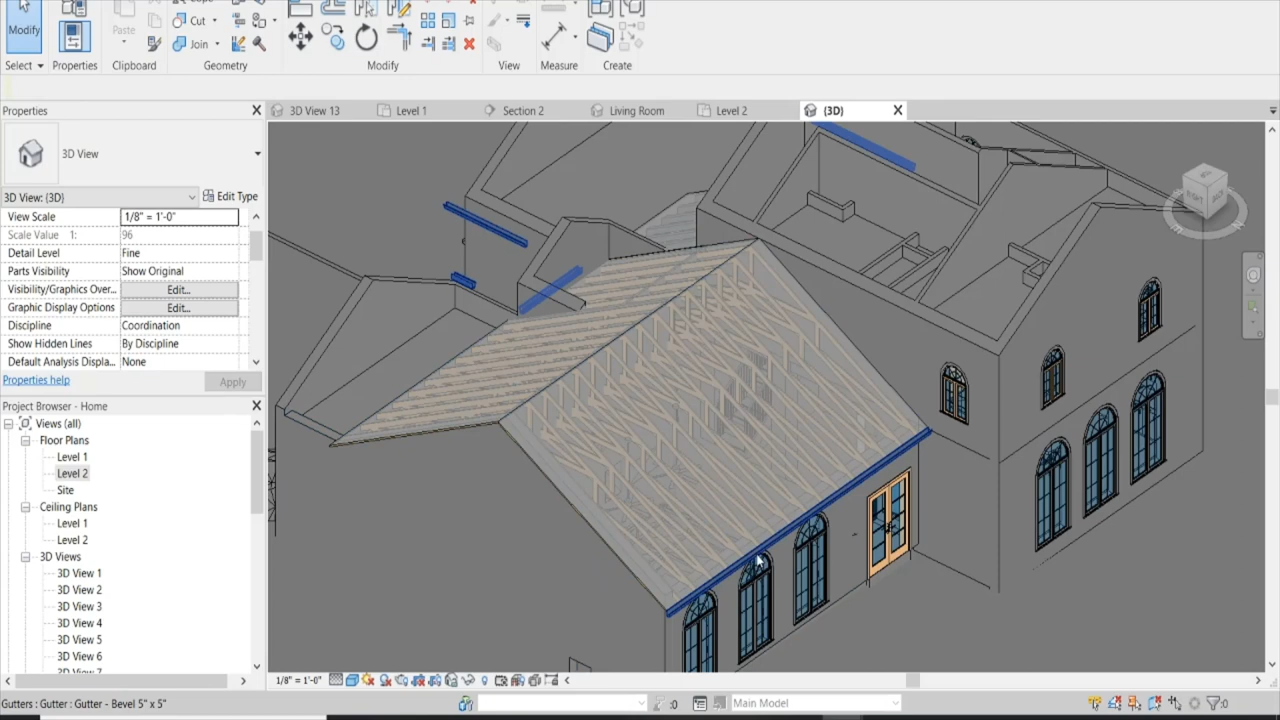 Cut
Modify
Paste
Join
Select
Properties
Clipboard
Geometry
Modify
View
Measure
Create
Properties
3D View 13
Level 1
Section 2
Living Room
Level 2
{3D}
3D View
3D View: {3D}
Edit Type
View Scale 1/8" = 1'-0"
Scale Value 1: 96
Detail Level Fine
Parts Visibility Show Original
Visibility/Graphics Over... Edit...
Graphic Display Options Edit...
Discipline Coordination
Show Hidden Lines By Discipline
Default Analysis Displa... None
Properties help
Apply
Project Browser - Home
Views (all)
Floor Plans
Level 1
Level 2
Site
Ceiling Plans
Level 1
Level 2
3D Views
3D View 1
3D View 2
3D View 3
3D View 4
3D View 5
3D View 6
3D View 7
1/8" = 1'-0"
Gutters : Gutter : Gutter - Bevel 5" x 5"
:0
Main Model
:0